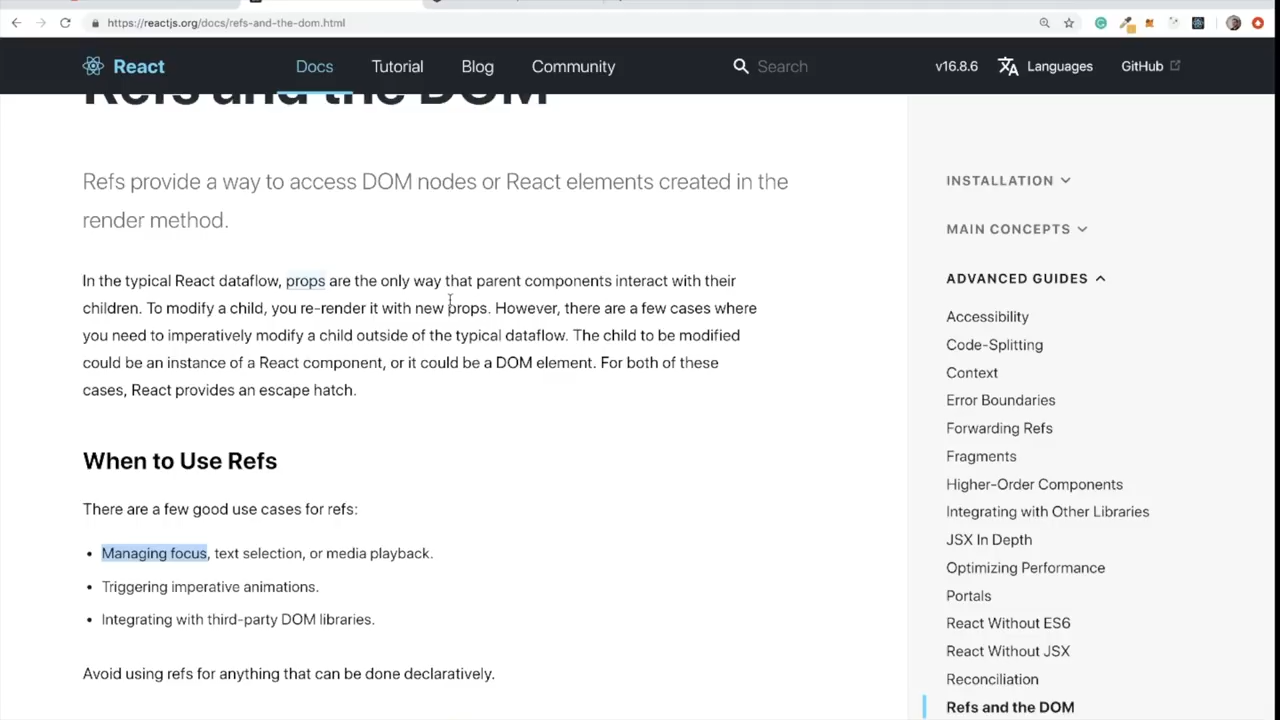 https://reactjs.org/docs/refs-and-the-dom.html
React
Docs
Tutorial
Blog
Community
Search
v16.8.6
Languages
GitHub
Refs and the DOM
Refs provide a way to access DOM nodes or React elements created in the
render method.
In the typical React dataflow, props are the only way that parent components interact with their
children. To modify a child, you re-render it with new props. However, there are a few cases where
you need to imperatively modify a child outside of the typical dataflow. The child to be modified
could be an instance of a React component, or it could be a DOM element. For both of these
cases, React provides an escape hatch.
When to Use Refs
There are a few good use cases for refs:
• Managing focus, text selection, or media playback.
• Triggering imperative animations.
• Integrating with third-party DOM libraries.
Avoid using refs for anything that can be done declaratively.
INSTALLATION
MAIN CONCEPTS
ADVANCED GUIDES
Accessibility
Code-Splitting
Context
Error Boundaries
Forwarding Refs
Fragments
Higher-Order Components
Integrating with Other Libraries
JSX In Depth
Optimizing Performance
Portals
React Without ES6
React Without JSX
Reconciliation
Refs and the DOM